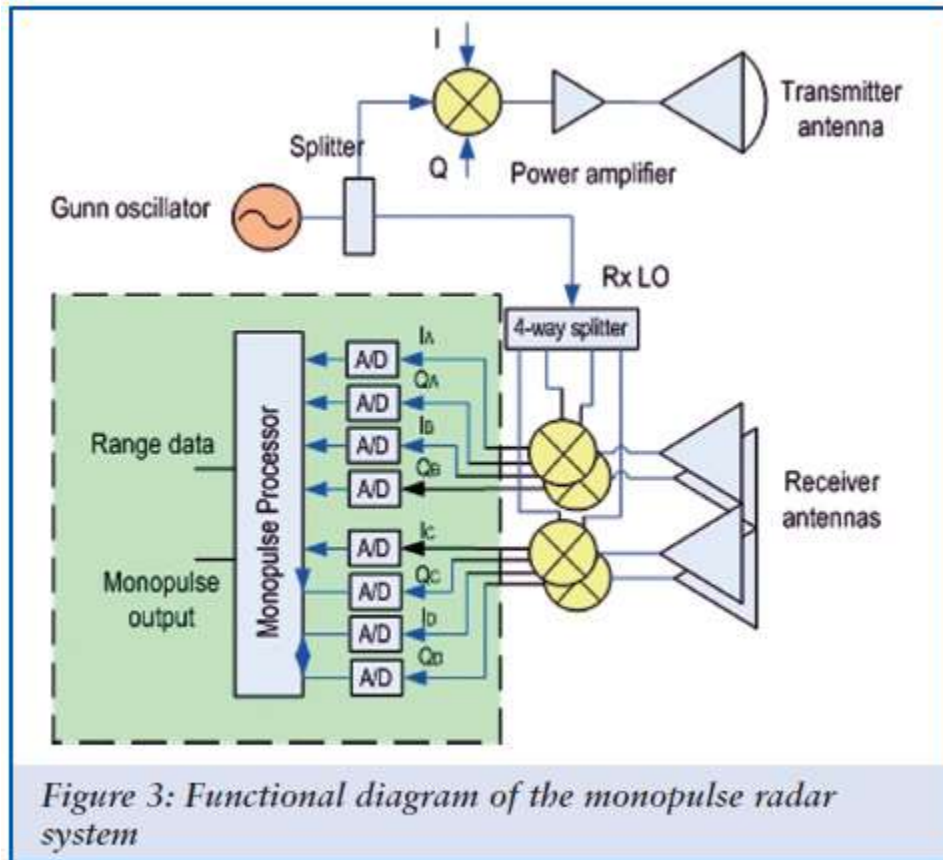 I
Transmitter
antenna
Splitter
Q
Power amplifier
Gunn oscillator
Rx LO
4-way splitter
IA
A/D
QA
A/D
IB
A/D
QB
A/D
Range data
Monopulse Processor
Receiver
antennas
IC
A/D
QC
A/D
Monopulse
output
ID
A/D
QD
A/D
Figure 3: Functional diagram of the monopulse radar
system